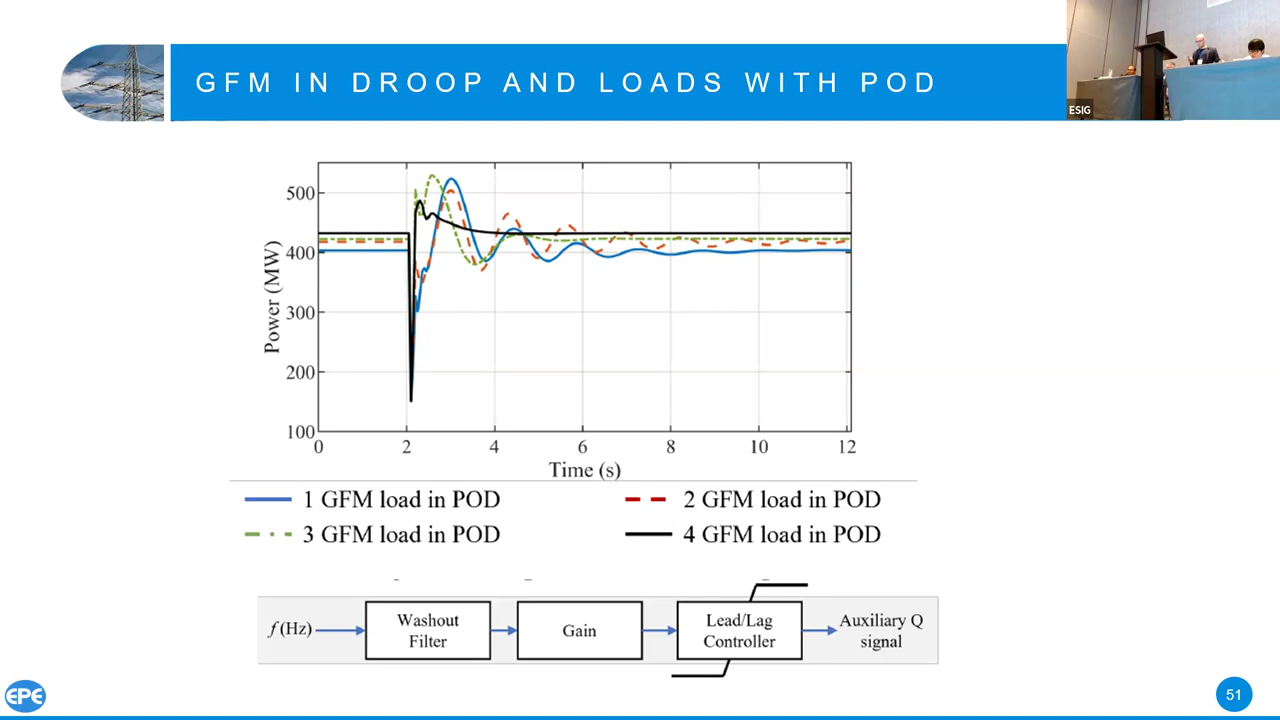 GFM IN DROOP AND LOADS WITH POD
ESIG
500
400
300
200
100
Power (MW)
0 2 4 6 8 10 12
Time (s)
1 GFM load in POD
2 GFM load in POD
3 GFM load in POD
4 GFM load in POD
f (Hz)
Washout
Filter
Gain
Lead/Lag
Controller
Auxiliary Q
signal
EPE
51